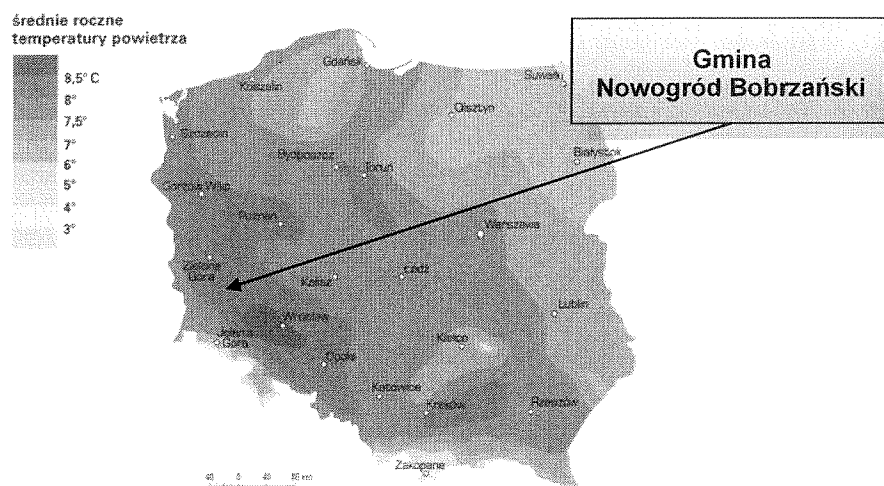 średnie roczne
temperatury powietrza
8,5° C
8°
7,5°
7°
6°
5°
4°
3°
Gmina
Nowogród Bobrzański
Gdańsk
Koszalin
Suwałki
Olsztyn
Szczecin
Białystok
Bydgoszcz
Toruń
Gorzów Wlkp.
Poznań
Warszawa
Zielona
Góra
Kalisz
Łódź
Lublin
Wrocław
Jelenia
Góra
Kielce
Opole
Katowice
Kraków
Rzeszów
Zakopane